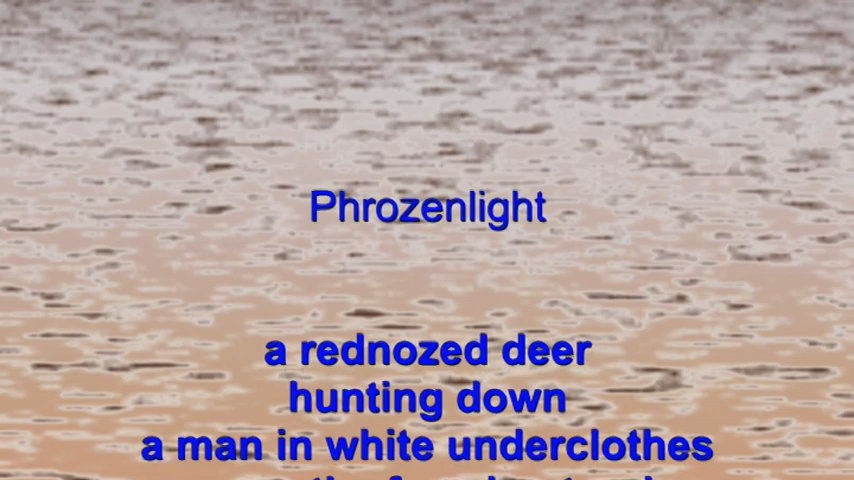 Phrozenlight
a rednozed deer
hunting down
a man in white underclothes